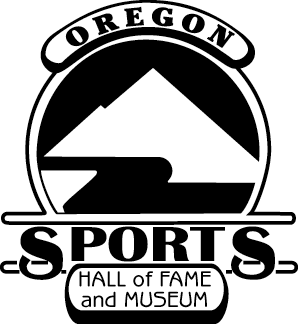 OREGON
SPORTS
HALL of FAME
and MUSEUM